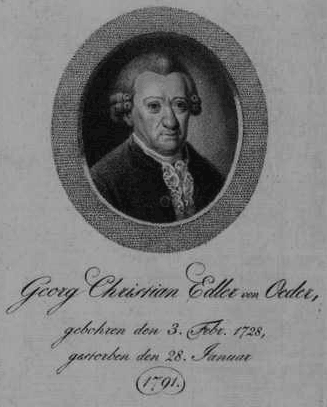 Georg Christian Edler von Oeder,
gebohren den 3. Febr. 1728,
gestorben den 28. Januar
1791.